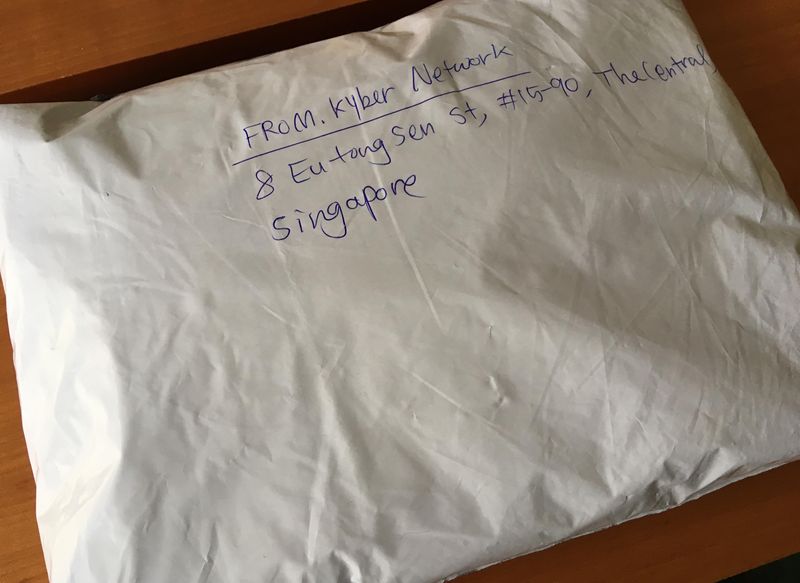 FROM. Kyber Network
8 Eu tong Sen St, #15-90, The Central,
Singapore